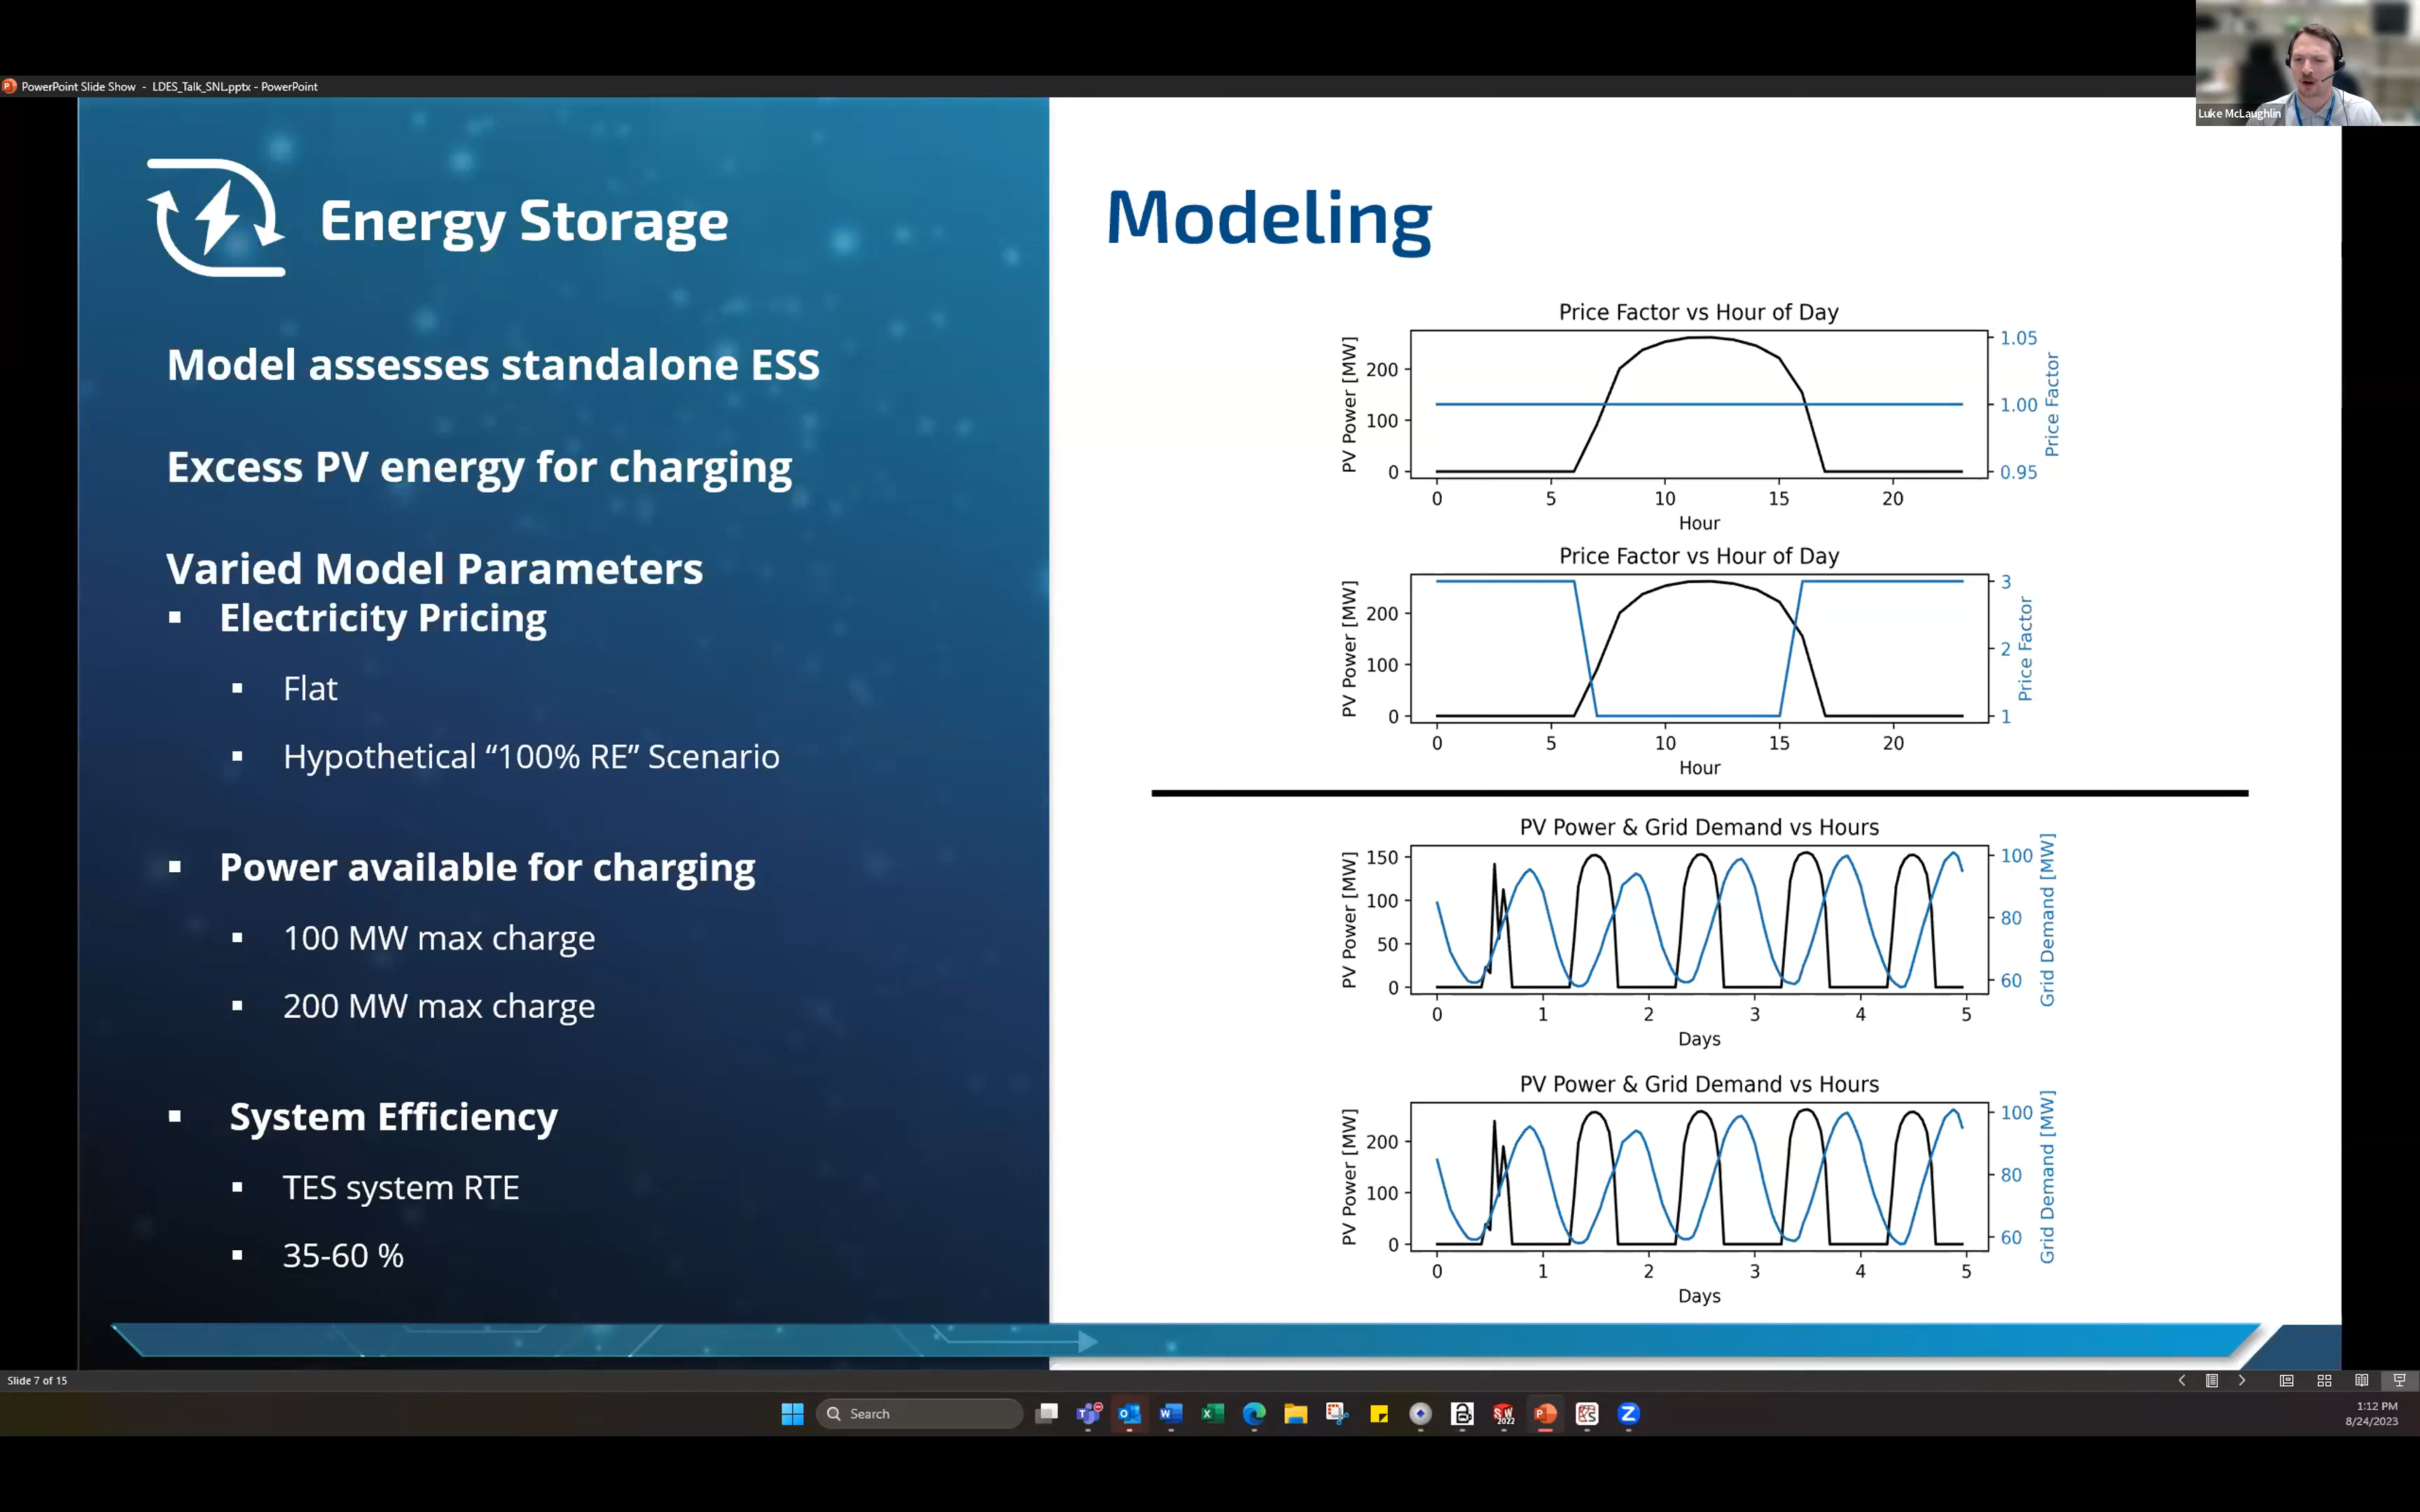 PowerPoint Slide Show - LDES_Talk_SNL.pptx - PowerPoint
Luke McLaughlin
Energy Storage
Model assesses standalone ESS
Excess PV energy for charging
Varied Model Parameters
▪ Electricity Pricing
▪ Flat
▪ Hypothetical “100% RE” Scenario
▪ Power available for charging
▪ 100 MW max charge
▪ 200 MW max charge
▪ System Efficiency
▪ TES system RTE
▪ 35-60 %
Modeling
Price Factor vs Hour of Day
PV Power [MW]
200
100
0
1.05
1.00
0.95
Price Factor
0 5 10 15 20
Hour
Price Factor vs Hour of Day
PV Power [MW]
200
100
0
3
2
1
Price Factor
0 5 10 15 20
Hour
PV Power & Grid Demand vs Hours
PV Power [MW]
150
100
50
0
100
80
60
Grid Demand [MW]
0 1 2 3 4 5
Days
PV Power & Grid Demand vs Hours
PV Power [MW]
200
100
0
100
80
60
Grid Demand [MW]
0 1 2 3 4 5
Days
Slide 7 of 15
Search
1:12 PM
8/24/2023